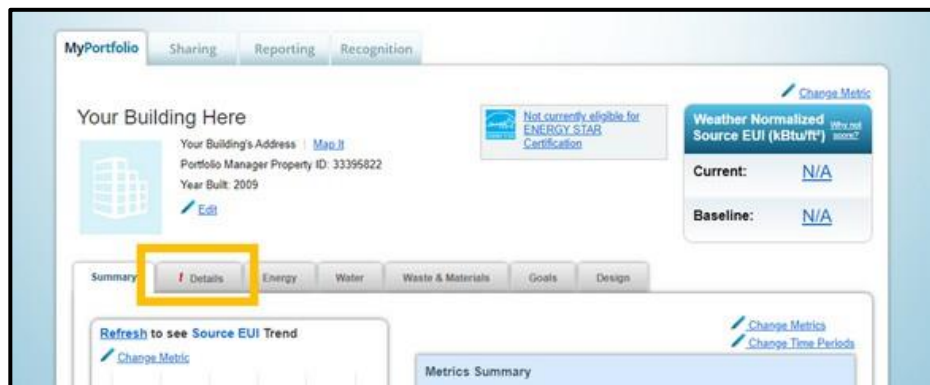 MyPortfolio Sharing Reporting Recognition
Change Metric
Your Building Here
Your Building's Address | Map It
Portfolio Manager Property ID: 33395822
Year Built: 2009
Edit
Not currently eligible for
ENERGY STAR
Certification
Weather Normalized
Source EUI (kBtu/ft²)
Why not
score?
Current: N/A
Baseline: N/A
Summary ! Details Energy Water Waste & Materials Goals Design
Refresh to see Source EUI Trend
Change Metric
Change Metrics
Change Time Periods
Metrics Summary